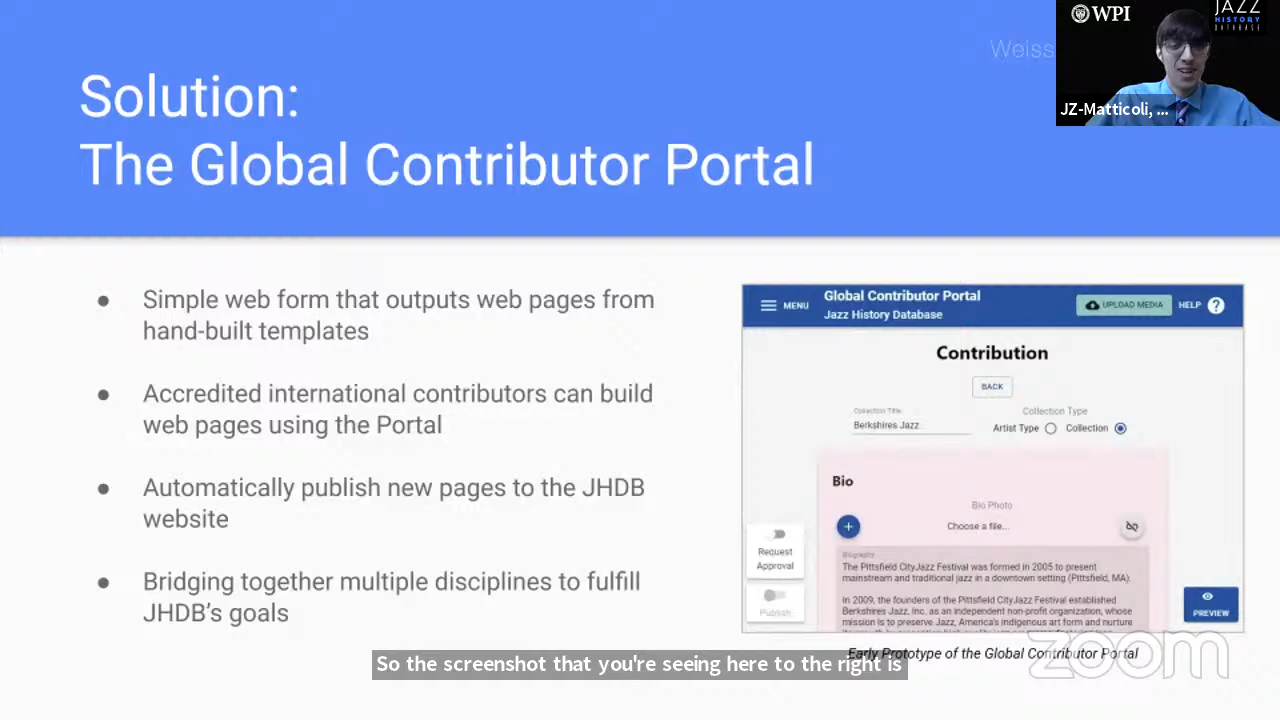 Solution:
The Global Contributor Portal
Weiss
WPI
JAZZ
HISTORY
DATABASE
JZ-Matticoli, ...
Simple web form that outputs web pages from
hand-built templates
Accredited international contributors can build
web pages using the Portal
Automatically publish new pages to the JHDB
website
Bridging together multiple disciplines to fulfill
JHDB's goals
MENU
Global Contributor Portal
Jazz History Database
UPLOAD MEDIA
HELP ?
Contribution
BACK
Collection Title
Berkshires Jazz
Collection Type
Artist Type
Collection
Bio
Bio Photo
+
Choose a file...
Biography
The Pittsfield CityJazz Festival was formed in 2005 to present
mainstream and traditional jazz in a downtown setting (Pittsfield, MA).
In 2009, the founders of the Pittsfield CityJazz Festival established
Berkshires Jazz, Inc. as an independent non-profit organization, whose
mission is to preserve Jazz, America's indigenous art form and nurture
Request
Approval
Publish
PREVIEW
Early Prototype of the Global Contributor Portal
zoom
So the screenshot that you're seeing here to the right is